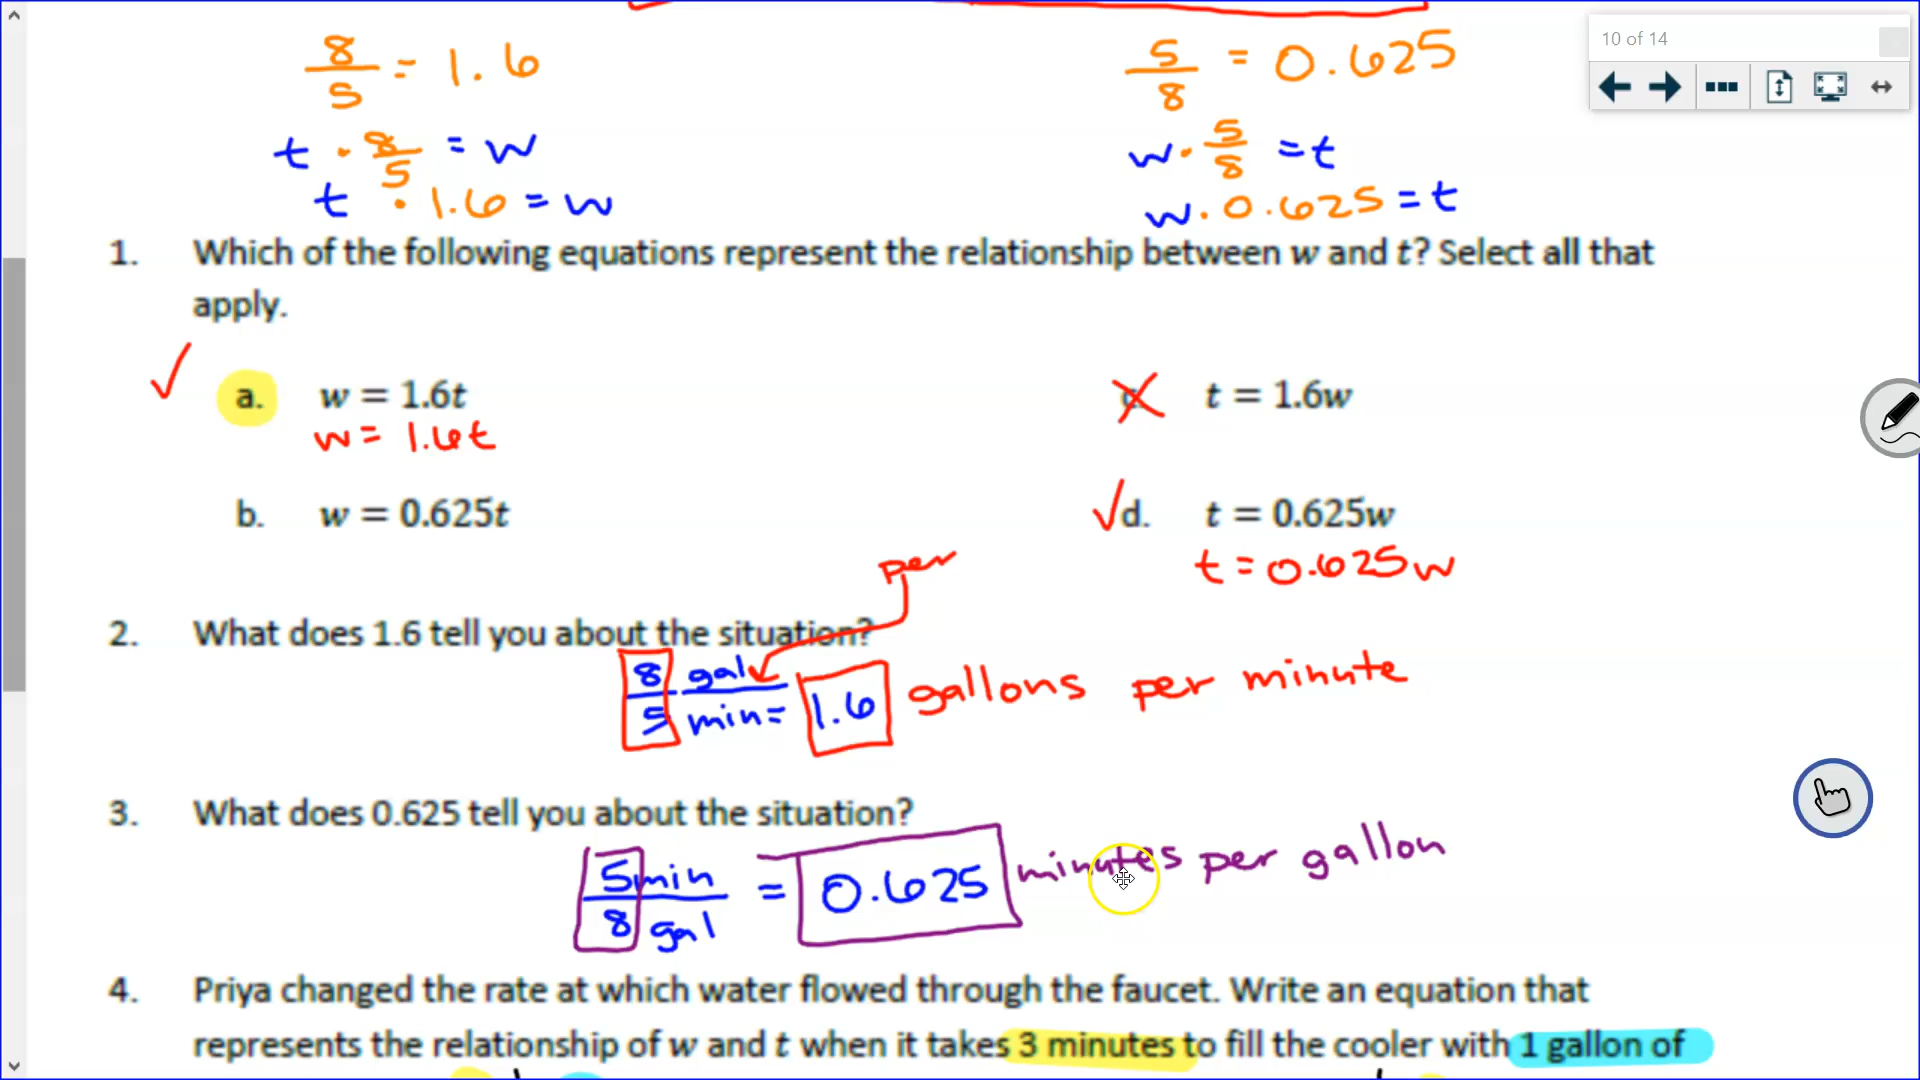 10 of 14
8/5 = 1.6
5/8 = 0.625
t · 8/5 = w
w · 5/8 = t
t · 1.6 = w
w · 0.625 = t
1. Which of the following equations represent the relationship between w and t? Select all that
apply.
a. w = 1.6t
t = 1.6w
w = 1.6t
b. w = 0.625t
d. t = 0.625w
t = 0.625w
per
2. What does 1.6 tell you about the situation?
8/5 gal/min = 1.6 gallons per minute
3. What does 0.625 tell you about the situation?
5 min/8 gal = 0.625 minutes per gallon
4. Priya changed the rate at which water flowed through the faucet. Write an equation that
represents the relationship of w and t when it takes 3 minutes to fill the cooler with 1 gallon of